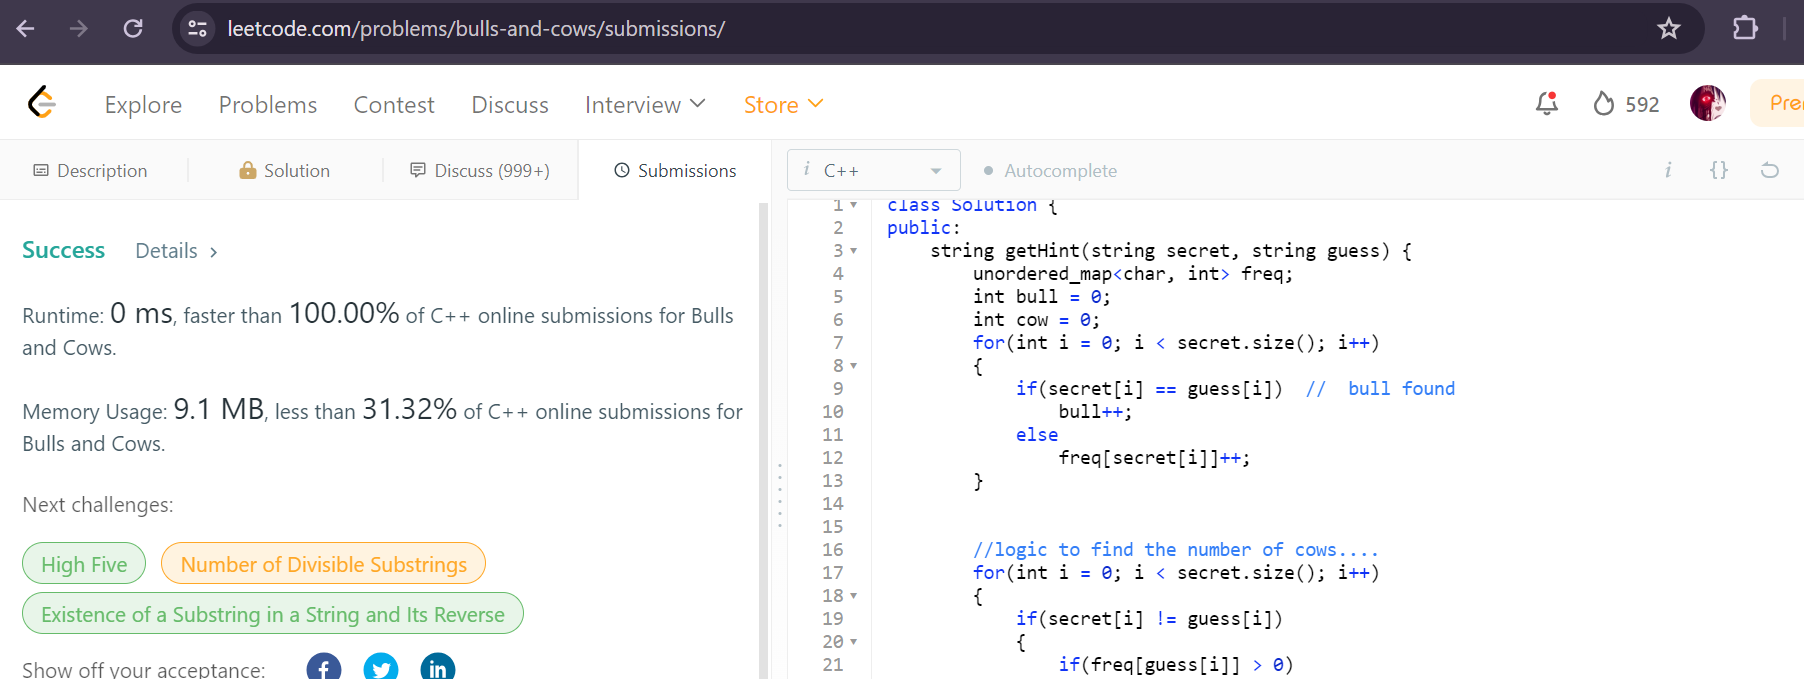 leetcode.com/problems/bulls-and-cows/submissions/
Explore Problems Contest Discuss Interview Store 592 Pre
Description Solution Discuss (999+) Submissions
i C++ Autocomplete i {}
Success Details >
Runtime: 0 ms, faster than 100.00% of C++ online submissions for Bulls
and Cows.
Memory Usage: 9.1 MB, less than 31.32% of C++ online submissions for
Bulls and Cows.
Next challenges:
High Five Number of Divisible Substrings
Existence of a Substring in a String and Its Reverse
Show off your acceptance: f in
1 class Solution {
2 public:
3 string getHint(string secret, string guess) {
4 unordered_map<char, int> freq;
5 int bull = 0;
6 int cow = 0;
7 for(int i = 0; i < secret.size(); i++)
8 {
9 if(secret[i] == guess[i]) // bull found
10 bull++;
11 else
12 freq[secret[i]]++;
13 }
14
15
16 //logic to find the number of cows....
17 for(int i = 0; i < secret.size(); i++)
18 {
19 if(secret[i] != guess[i])
20 {
21 if(freq[guess[i]] > 0)